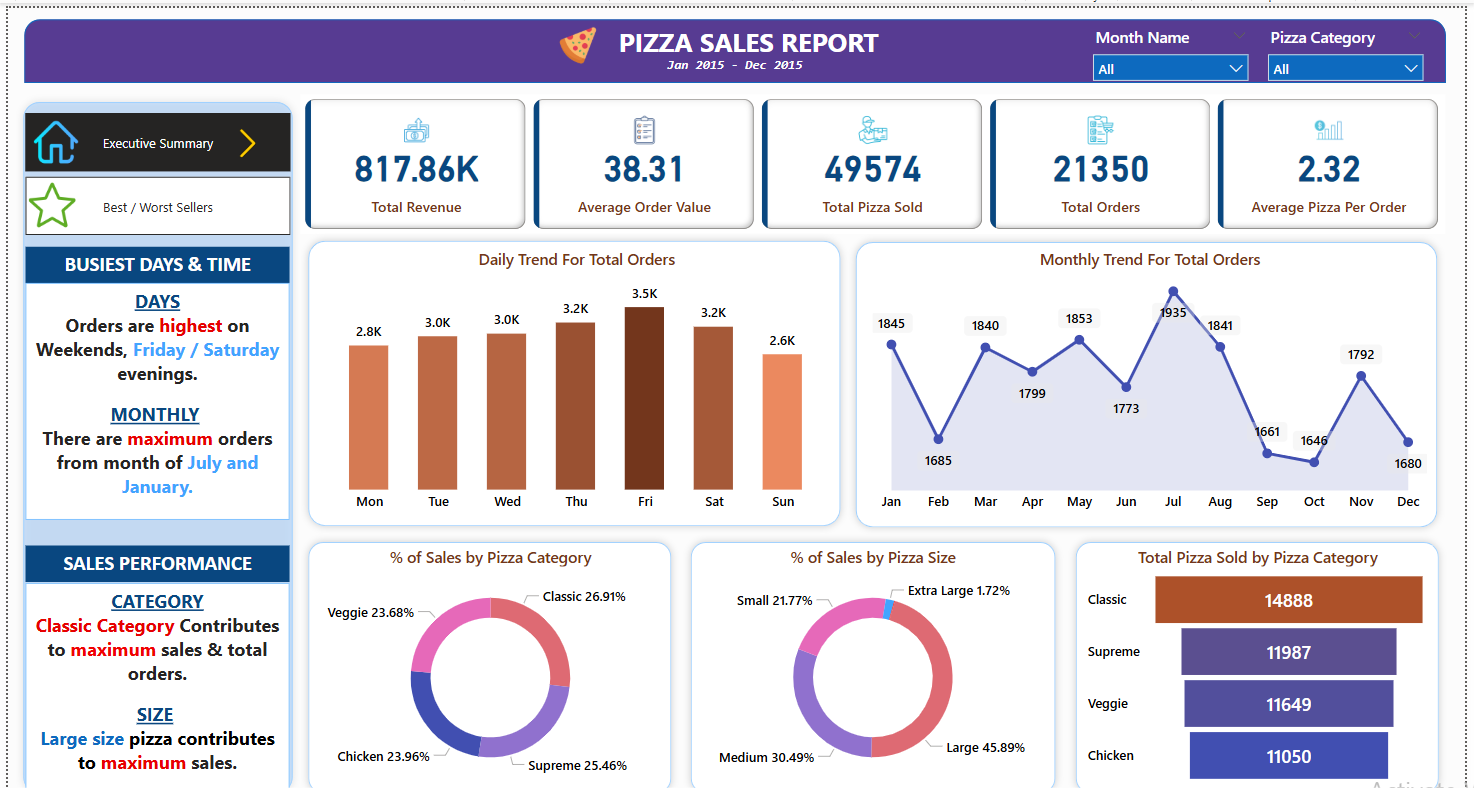 PIZZA SALES REPORT
Jan 2015 - Dec 2015
Month Name
All
Pizza Category
All
Executive Summary
Best / Worst Sellers
817.86K
Total Revenue
38.31
Average Order Value
49574
Total Pizza Sold
21350
Total Orders
2.32
Average Pizza Per Order
BUSIEST DAYS & TIME
DAYS
Orders are highest on
Weekends, Friday / Saturday
evenings.
MONTHLY
There are maximum orders
from month of July and
January.
SALES PERFORMANCE
CATEGORY
Classic Category Contributes
to maximum sales & total
orders.
SIZE
Large size pizza contributes
to maximum sales.
Daily Trend For Total Orders
2.8K
3.0K
3.0K
3.2K
3.5K
3.2K
2.6K
Mon Tue Wed Thu Fri Sat Sun
Monthly Trend For Total Orders
1845
1685
1840
1799
1853
1773
1935
1841
1661
1646
1792
1680
Jan Feb Mar Apr May Jun Jul Aug Sep Oct Nov Dec
% of Sales by Pizza Category
Classic 26.91%
Veggie 23.68%
Chicken 23.96%
Supreme 25.46%
% of Sales by Pizza Size
Extra Large 1.72%
Small 21.77%
Large 45.89%
Medium 30.49%
Total Pizza Sold by Pizza Category
Classic 14888
Supreme 11987
Veggie 11649
Chicken 11050